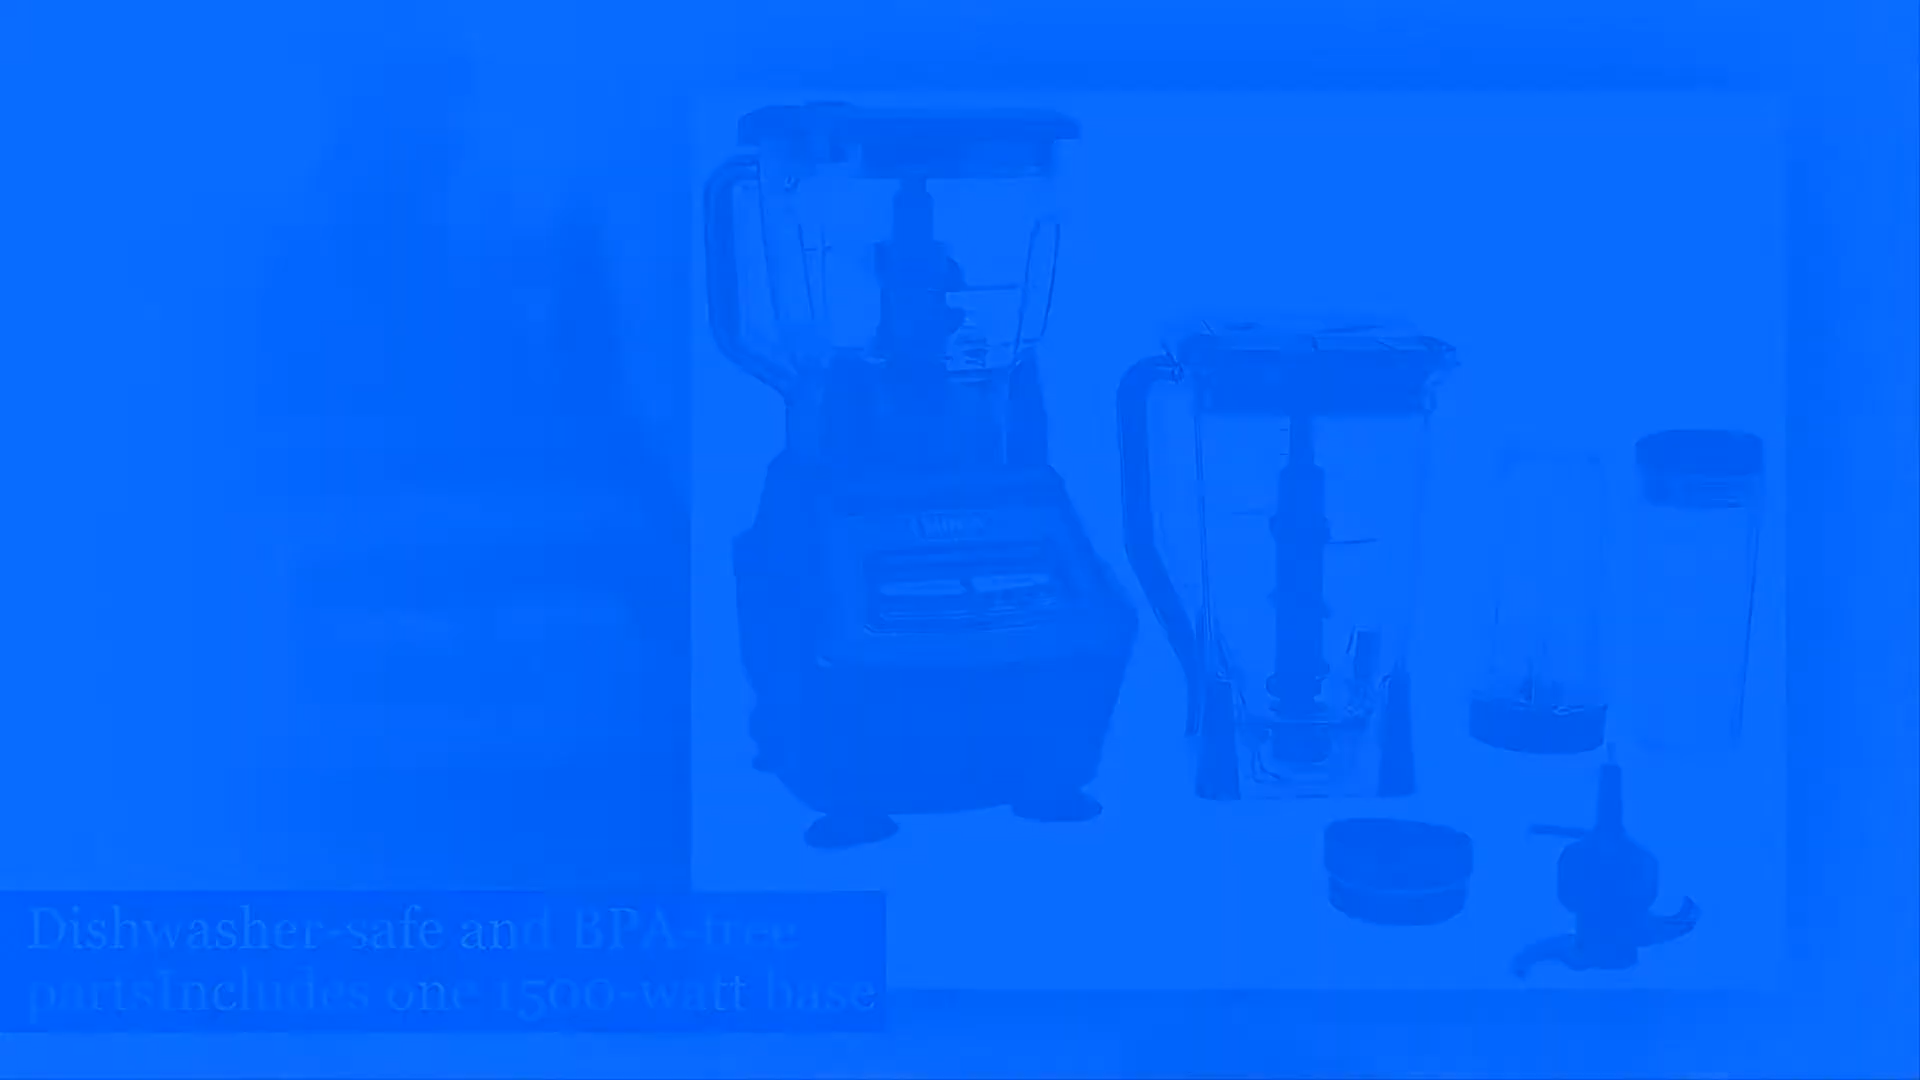 Dishwasher-safe and BPA-free
partsIncludes one 1500-watt base